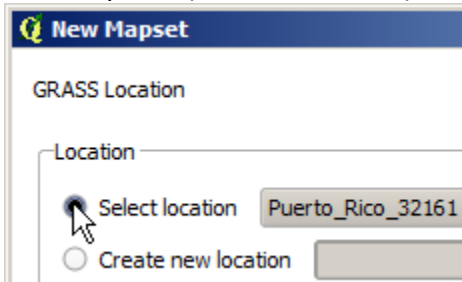 New Mapset
GRASS Location
Location
Select location Puerto_Rico_32161
Create new location